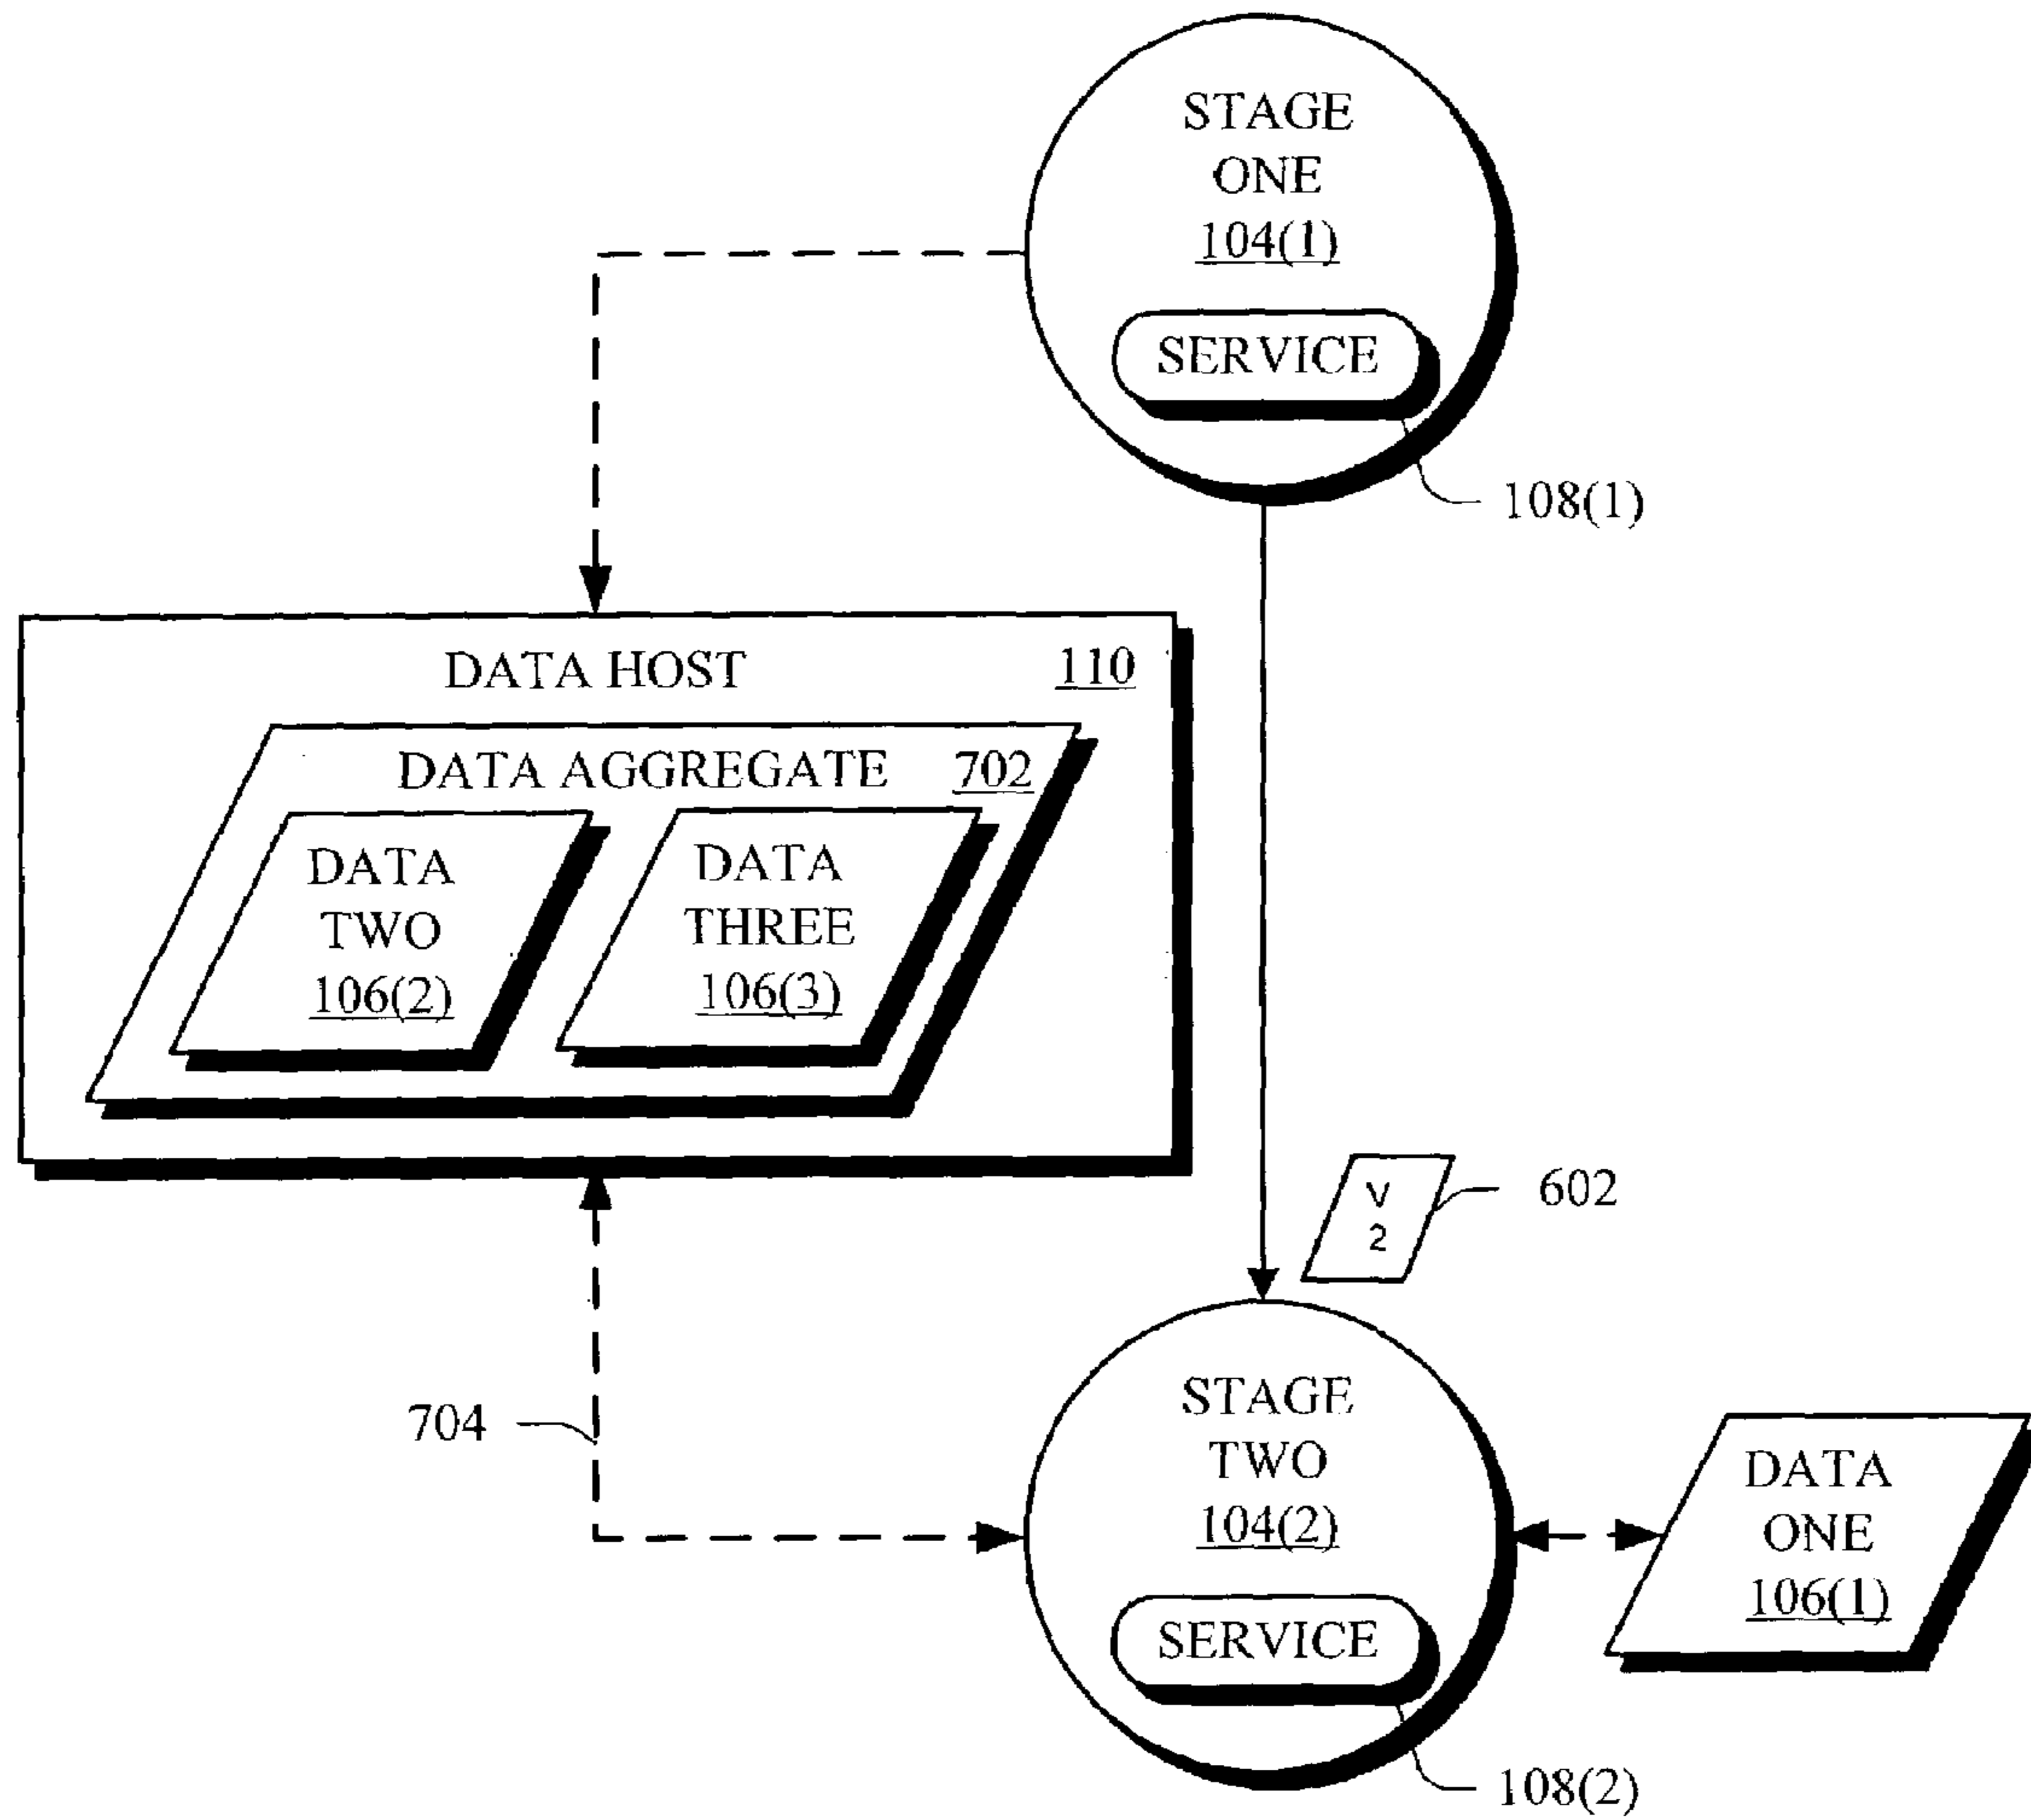 STAGE
ONE
104(1)
SERVICE
108(1)
DATA HOST 110
DATA AGGREGATE 702
DATA
TWO
106(2)
DATA
THREE
106(3)
V
2
602
704
STAGE
TWO
104(2)
SERVICE
108(2)
DATA
ONE
106(1)